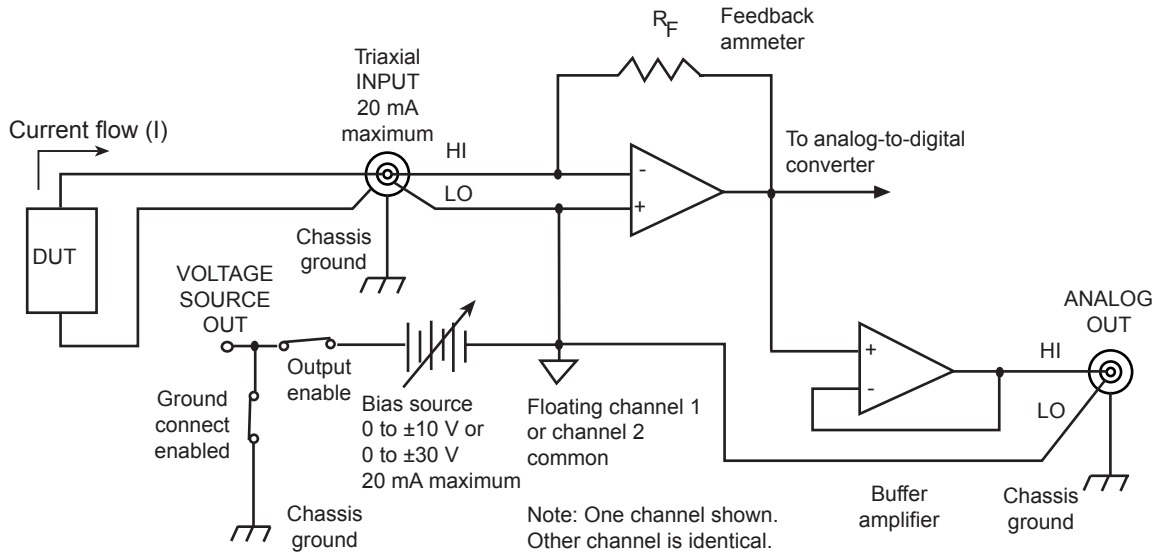 R_F
Feedback
ammeter
Triaxial
INPUT
20 mA
maximum
Current flow (I)
HI
LO
-
+
To analog-to-digital
converter
DUT
Chassis
ground
VOLTAGE
SOURCE
OUT
Output
enable
Ground
connect
enabled
Bias source
0 to ±10 V or
0 to ±30 V
20 mA maximum
Floating channel 1
or channel 2
common
+
-
ANALOG
OUT
HI
LO
Chassis
ground
Note: One channel shown.
Other channel is identical.
Buffer
amplifier
Chassis
ground